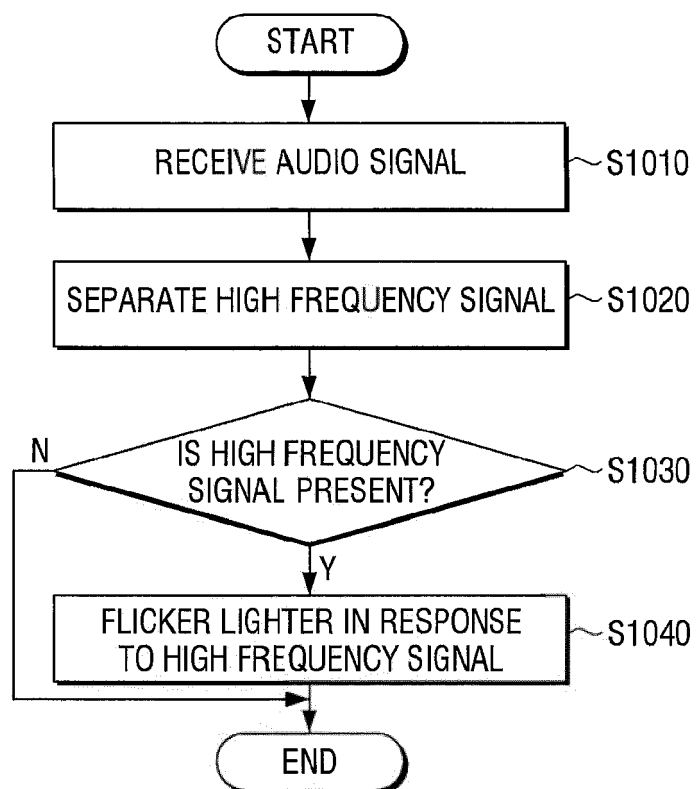 START
RECEIVE AUDIO SIGNAL
S1010
SEPARATE HIGH FREQUENCY SIGNAL
S1020
N
IS HIGH FREQUENCY
SIGNAL PRESENT?
S1030
Y
FLICKER LIGHTER IN RESPONSE
TO HIGH FREQUENCY SIGNAL
S1040
END